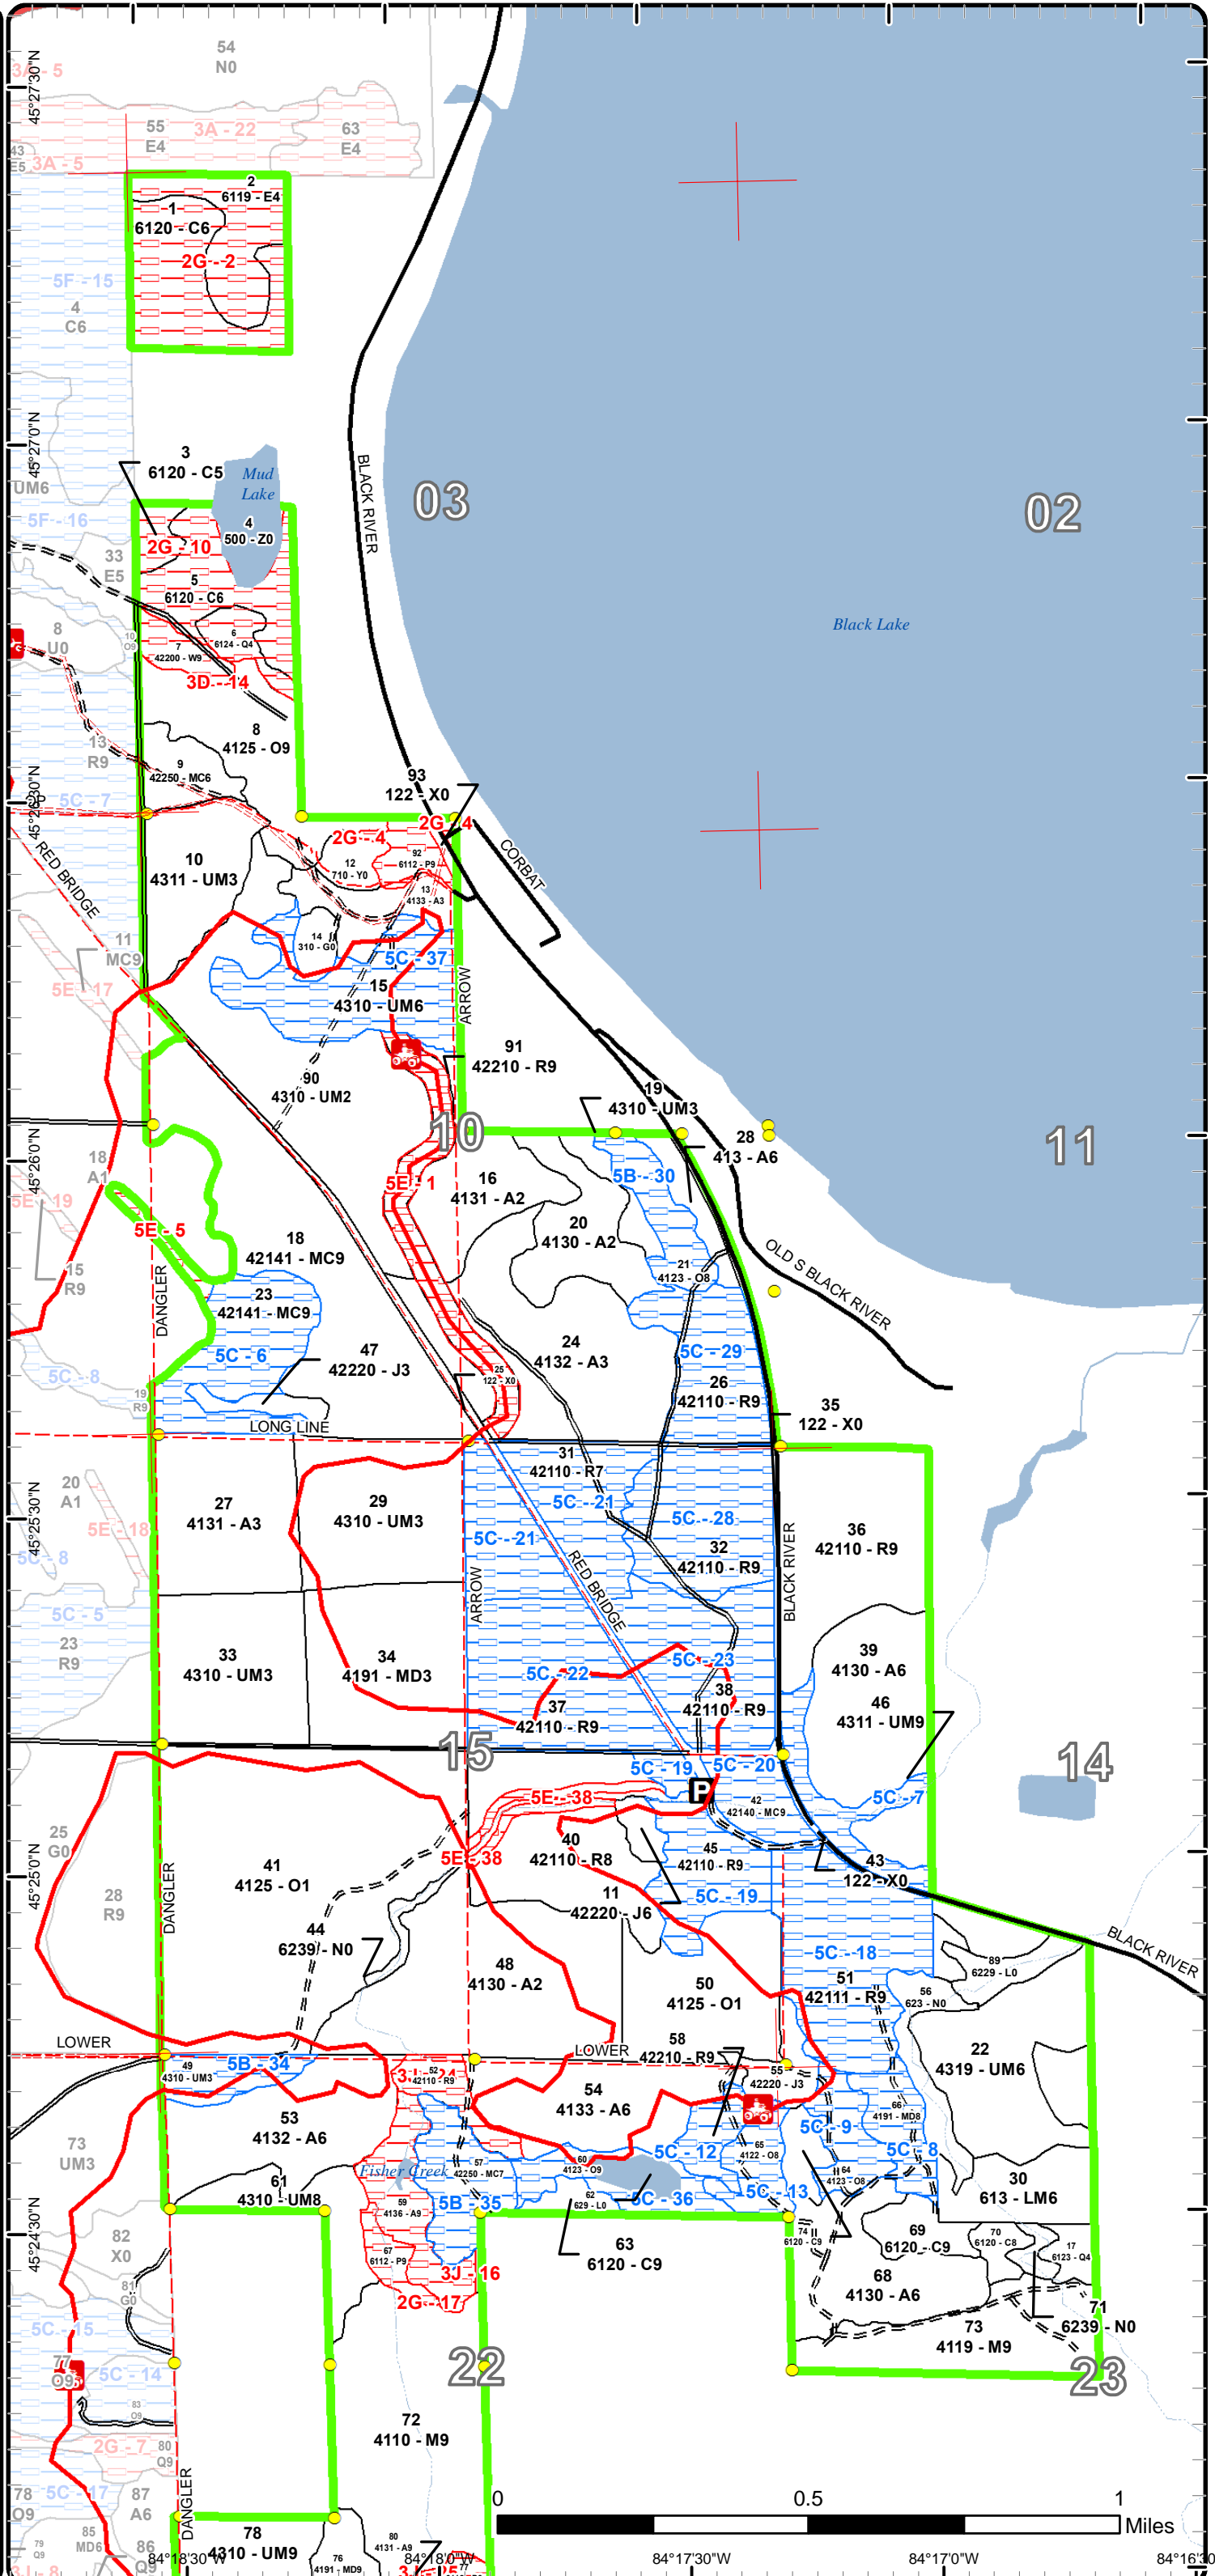 54
N0
3A - 5
45°27'30"N
55
E4
3A - 22
63
E4
43
E5
3A - 5
2
6119 - E4
1
6120 - C6
2G - 2
5F - 15
4
C6
3
6120 - C5
45°27'0"N
BLACK RIVER
Mud
Lake
03
02
UM6
5F - 16
4
500 - Z0
2G - 10
33
E5
5
6120 - C6
Black Lake
8
U0
10
O9
6
6124 - Q4
7
42200 - W9
3D - 14
8
4125 - O9
13
R9
9
42250 - MC6
93
122 - X0
5C - 7
2G - 4
2G - 4
CORBAT
RED BRIDGE
10
4311 - UM3
12
710 - Y0
92
6112 - P9
13
4133 - A3
11
MC9
14
310 - G0
5C - 37
5E - 17
15
4310 - UM6
ARROW
91
42210 - R9
90
4310 - UM2
19
4310 - UM3
10
28
413 - A6
11
45°26'0"N
18
A1
5E - 1
16
4131 - A2
5B - 30
5E - 19
5E - 5
20
4130 - A2
18
42141 - MC9
15
R9
21
4123 - O8
OLD S BLACK RIVER
DANGLER
23
42141 - MC9
5C - 6
47
42220 - J3
24
4132 - A3
5C - 29
5C - 8
25
122 - X0
26
42110 - R9
19
R9
35
122 - X0
LONG LINE
31
42110 - R7
20
A1
27
4131 - A3
29
4310 - UM3
5C - 21
5C - 28
36
42110 - R9
45°25'30"N
5E - 18
5C - 21
5C - 8
32
42110 - R9
RED BRIDGE
BLACK RIVER
ARROW
5C - 5
23
R9
33
4310 - UM3
34
4191 - MD3
5C - 22
5C - 23
39
4130 - A6
37
42110 - R9
38
42110 - R9
46
4311 - UM9
15
14
5C - 19
5C - 20
P
5E - 38
42
42140 - MC9
5C - 7
25
G0
40
42110 - R8
45
42110 - R9
5E - 38
43
122 - X0
45°25'0"N
28
R9
41
4125 - O1
11
42220 - J6
5C - 19
DANGLER
44
6239 - N0
48
4130 - A2
5C - 18
BLACK RIVER
89
6229 - L0
50
4125 - O1
51
42111 - R9
56
623 - N0
LOWER
LOWER
58
42210 - R9
22
4319 - UM6
49
4310 - UM3
5B - 34
52
42110 - R9
55
42220 - J3
54
4133 - A6
53
4132 - A6
66
4191 - MD8
5C - 9
5C - 8
73
UM3
5C - 12
65
4122 - O8
Fisher Creek
57
42250 - MC7
60
4123 - O9
64
4123 - O8
61
4310 - UM8
59
4136 - A9
5B - 35
62
629 - L0
5C - 36
5C - 13
30
613 - LM6
82
X0
45°24'30"N
63
6120 - C9
74
6120 - C9
69
6120 - C9
70
6120 - C8
17
6123 - Q4
67
6112 - P9
3J - 16
68
4130 - A6
81
G0
2G - 17
71
6239 - N0
5C - 15
73
4119 - M9
77
O9
5C - 14
22
23
83
O9
72
4110 - M9
2G - 7
80
Q9
5C - 17
78
O9
87
A6
0
0.5
1
Miles
DANGLER
85
MD6
86
Q9
79
Q9
78
4310 - UM9
80
4131 - A9
76
4191 - MD9
77
84°18'30"W
84°18'0"W
84°17'30"W
84°17'0"W
84°16'30"W